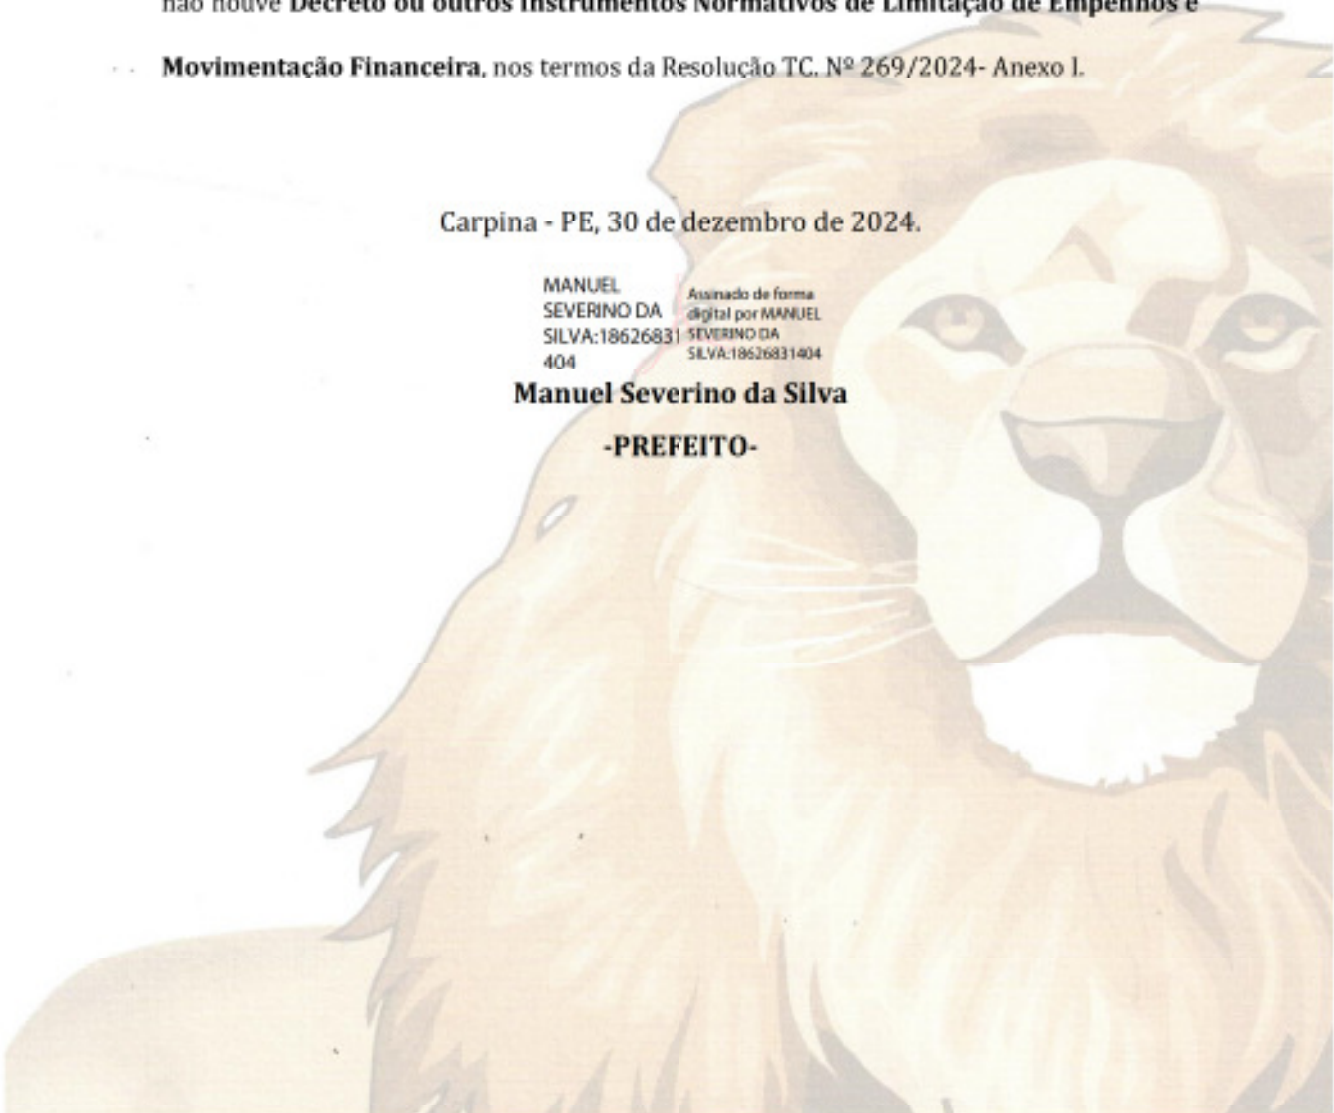 não houve Decreto ou outros Instrumentos Normativos de Limitação de Empenhos e
Movimentação Financeira, nos termos da Resolução TC. Nº 269/2024- Anexo I.
Carpina - PE, 30 de dezembro de 2024.
MANUEL
SEVERINO DA
SILVA:18626831
404
Assinado de forma
digital por MANUEL
SEVERINO DA
SILVA:18626831404
Manuel Severino da Silva
-PREFEITO-